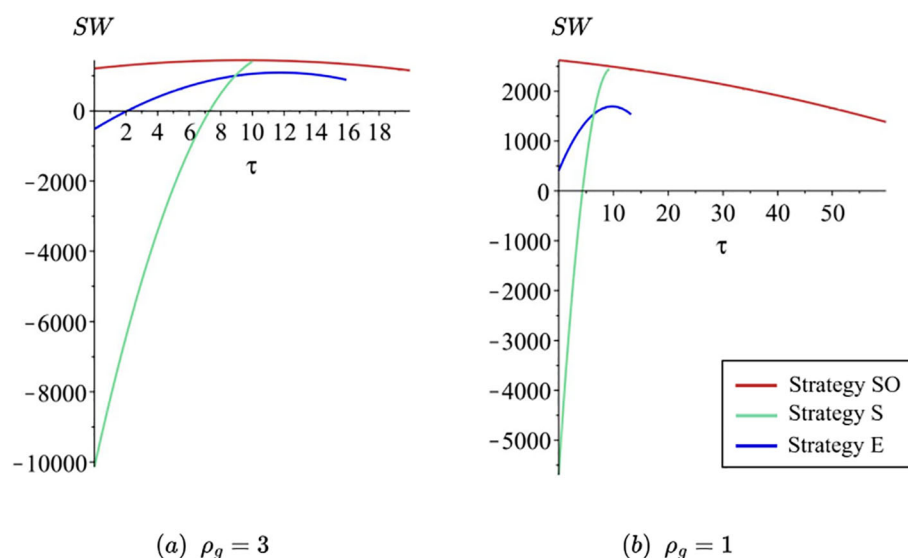 SW
0
2 4 6 8 10 12 14 16 18
τ
-2000
-4000
-6000
-8000
-10000
(a) ρg = 3
SW
2000
1000
0
10 20 30 40 50
τ
-1000
-2000
-3000
-4000
-5000
Strategy SO
Strategy S
Strategy E
(b) ρg = 1